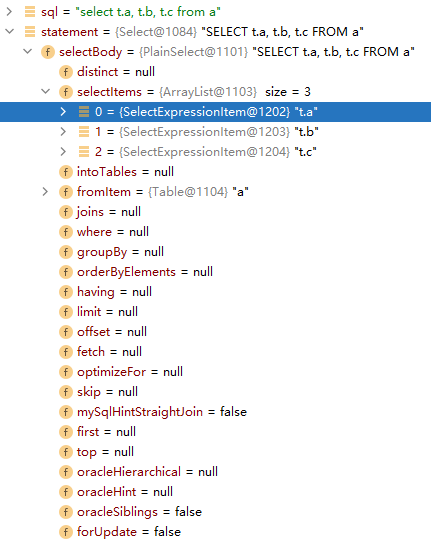 sql = "select t.a, t.b, t.c from a"
statement = {Select@1084} "SELECT t.a, t.b, t.c FROM a"
f selectBody = {PlainSelect@1101} "SELECT t.a, t.b, t.c FROM a"
f distinct = null
f selectItems = {ArrayList@1103} size = 3
0 = {SelectExpressionItem@1202} "t.a"
1 = {SelectExpressionItem@1203} "t.b"
2 = {SelectExpressionItem@1204} "t.c"
f intoTables = null
f fromItem = {Table@1104} "a"
f joins = null
f where = null
f groupBy = null
f orderByElements = null
f having = null
f limit = null
f offset = null
f fetch = null
f optimizeFor = null
f skip = null
f mySqlHintStraightJoin = false
f first = null
f top = null
f oracleHierarchical = null
f oracleHint = null
f oracleSiblings = false
f forUpdate = false